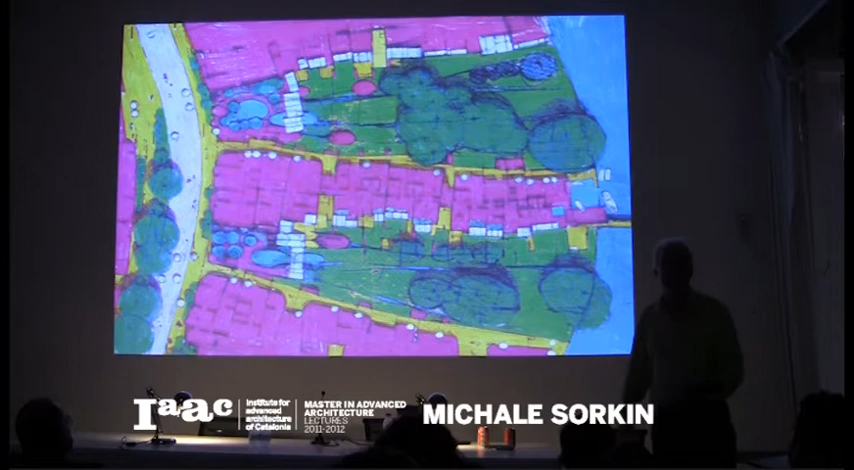 Iaac
Institute for
advanced
architecture
of Catalonia
MASTER IN ADVANCED
ARCHITECTURE
LECTURES
2011-2012
MICHALE SORKIN